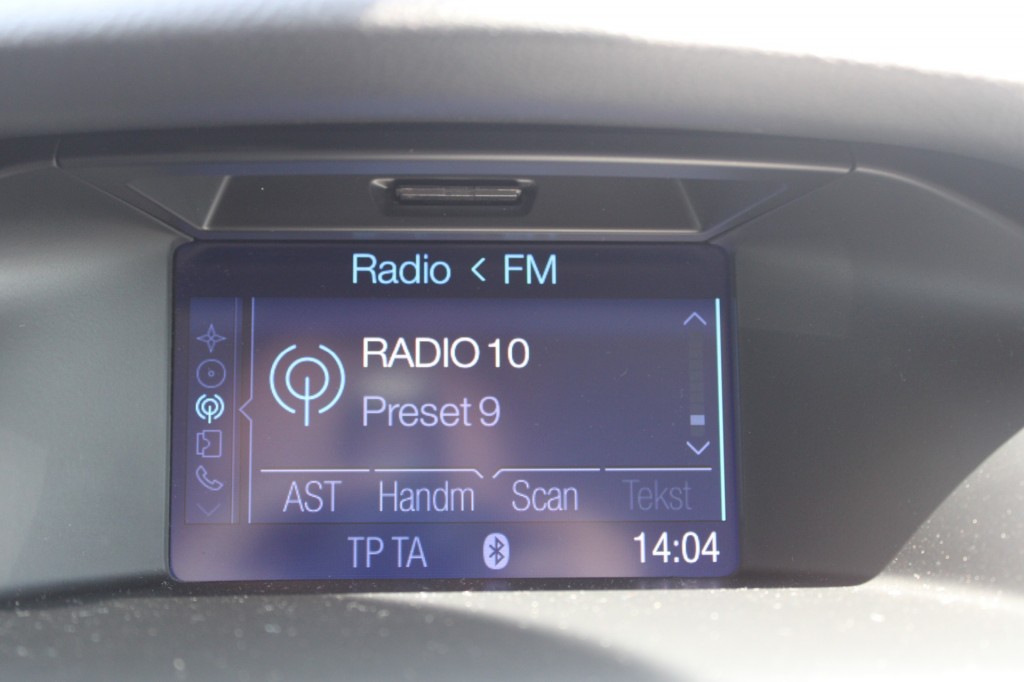 Radio < FM
RADIO 10
Preset 9
AST Handm Scan Tekst
TP TA 14:04